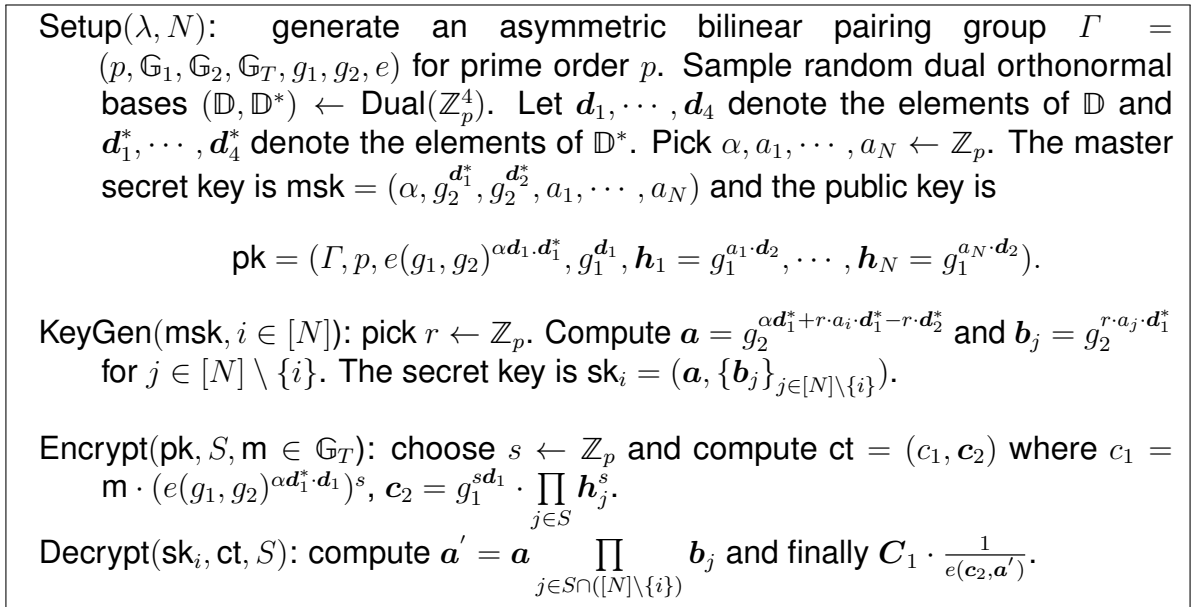 Setup(λ, N): generate an asymmetric bilinear pairing group Γ =
(p, 𝔾₁, 𝔾₂, 𝔾_T, g₁, g₂, e) for prime order p. Sample random dual orthonormal
bases (𝔻, 𝔻*) ← Dual(ℤ_p^4). Let d₁, ⋯ , d₄ denote the elements of 𝔻 and
d₁*, ⋯ , d₄* denote the elements of 𝔻*. Pick α, a₁, ⋯ , a_N ← ℤ_p. The master
secret key is msk = (α, g₂^{d₁*}, g₂^{d₂*}, a₁, ⋯ , a_N) and the public key is
pk = (Γ, p, e(g₁, g₂)^{αd₁.d₁*}, g₁^{d₁}, h₁ = g₁^{a₁·d₂}, ⋯ , h_N = g₁^{a_N·d₂}).
KeyGen(msk, i ∈ [N]): pick r ← ℤ_p. Compute a = g₂^{αd₁*+r·a_i·d₁*−r·d₂*} and b_j = g₂^{r·a_j·d₁*}
for j ∈ [N] \ {i}. The secret key is sk_i = (a, {b_j}_{j∈[N]\{i}}).
Encrypt(pk, S, m ∈ 𝔾_T): choose s ← ℤ_p and compute ct = (c₁, c₂) where c₁ =
m · (e(g₁, g₂)^{αd₁*·d₁})^s, c₂ = g₁^{sd₁} · ∏_{j∈S} h_j^s.
Decrypt(sk_i, ct, S): compute a′ = a ∏_{j∈S∩([N]\{i})} b_j and finally C₁ · 1/e(c₂,a′).